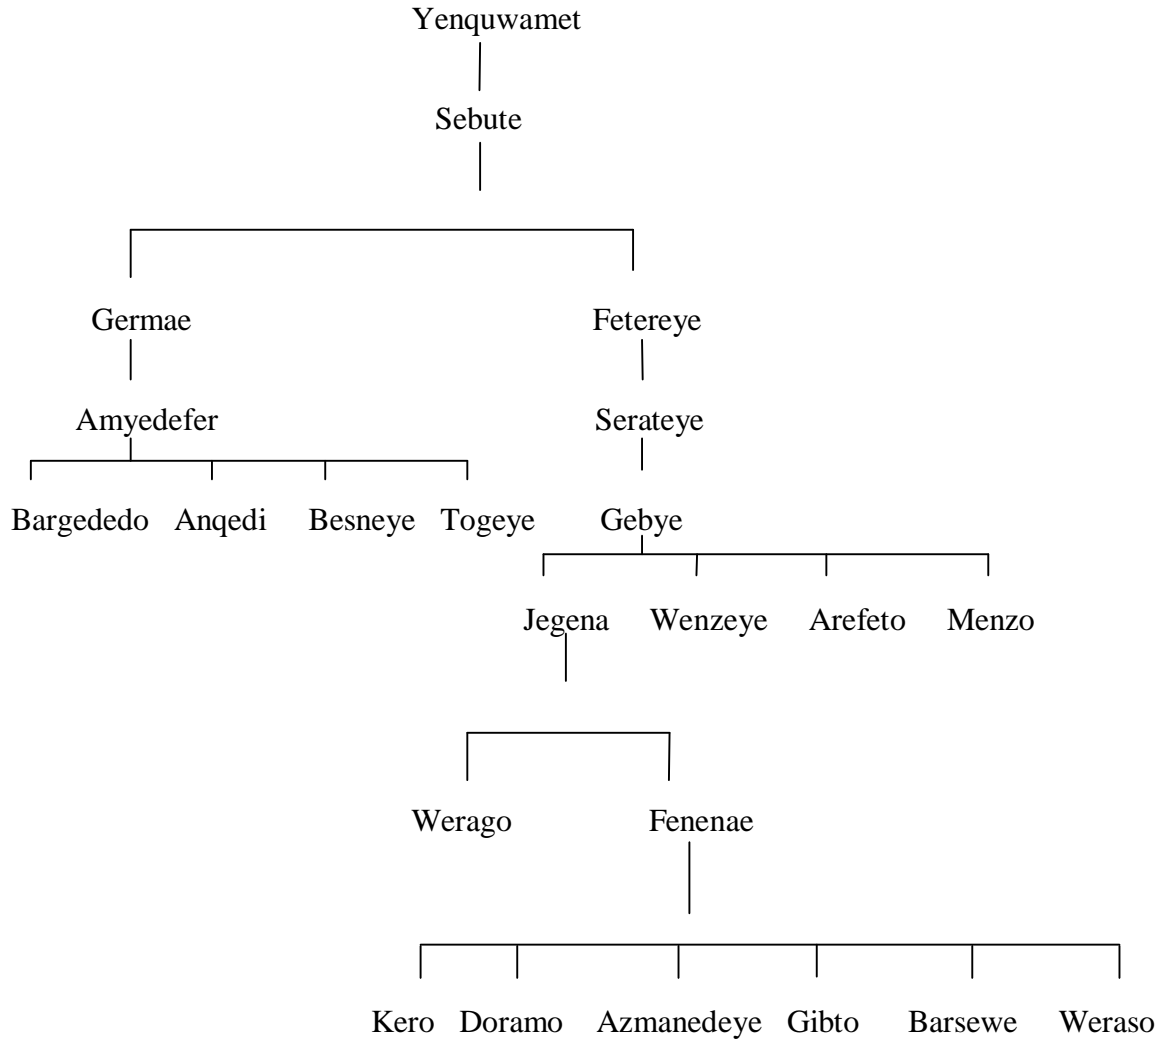 Yenquwamet
Sebute
Germae Fetereye
Amyedefer Serateye
Bargededo Anqedi Besneye Togeye Gebye
Jegena Wenzeye Arefeto Menzo
Werago Fenenae
Kero Doramo Azmanedeye Gibto Barsewe Weraso